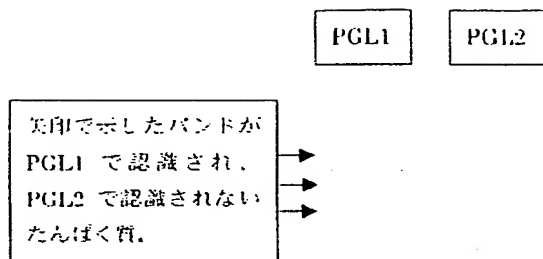 PGL1 PGL2
矢印で示したバンドが
PGL1 で認識され、
PGL2 で認識されない
たんぱく質。